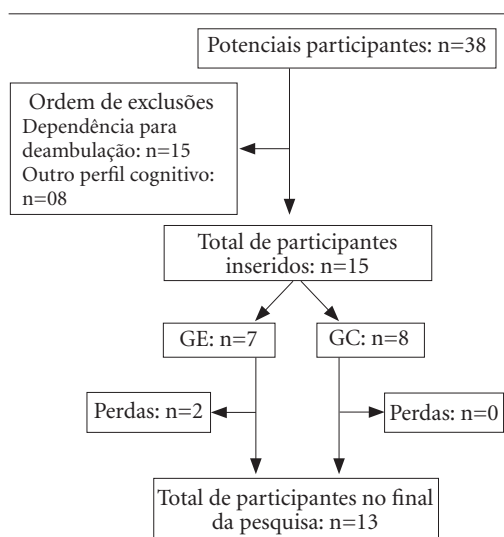 Potenciais participantes: n=38
Ordem de exclusões
Dependência para
deambulação: n=15
Outro perfil cognitivo:
n=08
Total de participantes
inseridos: n=15
GE: n=7
GC: n=8
Perdas: n=2
Perdas: n=0
Total de participantes no final
da pesquisa: n=13